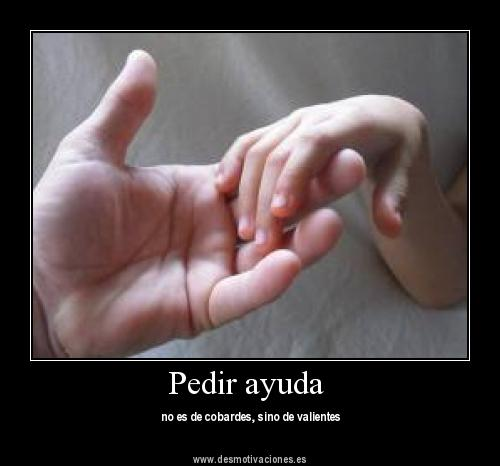 Pedir ayuda
no es de cobardes, sino de valientes
www.desmotivaciones.es